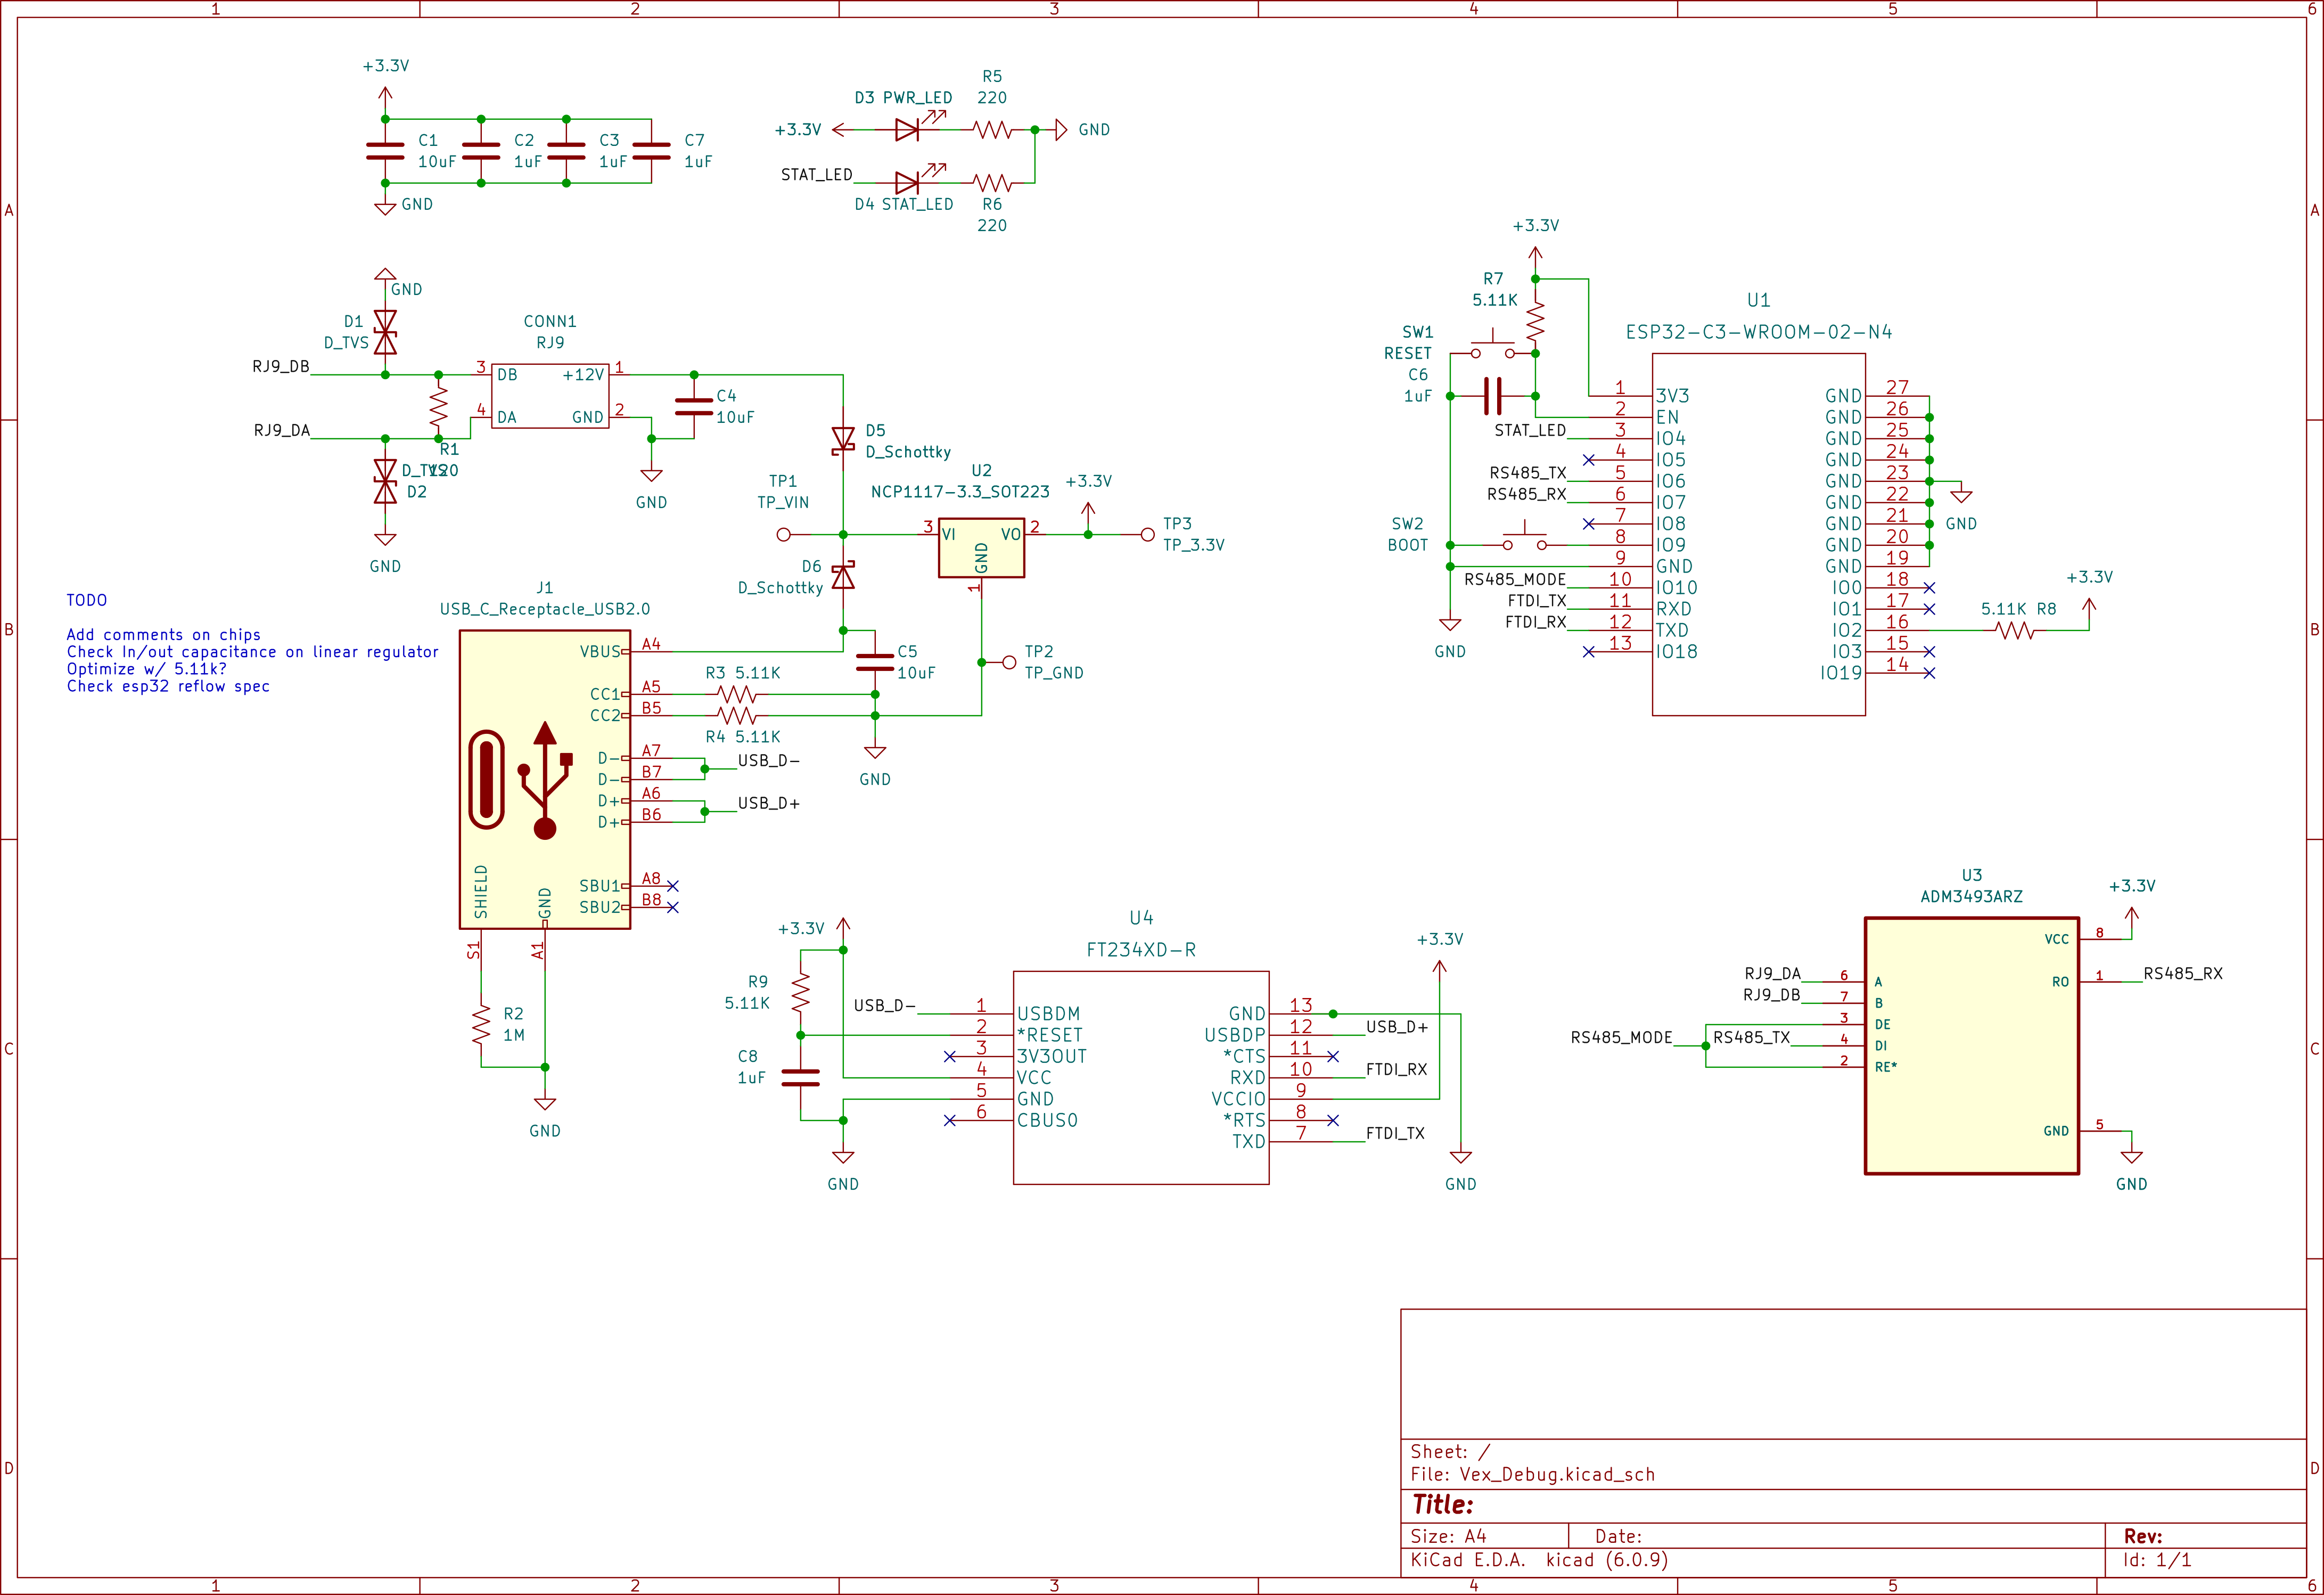 1 2 3 4 5 6
A
B
C
D
A
B
C
D
1 2 3 4 5 6
+3.3V
C1
10uF
C2
1uF
C3
1uF
C7
1uF
GND
D3 PWR_LED
R5
220
+3.3V
GND
STAT_LED
D4 STAT_LED
R6
220
GND
D1
D_TVS
RJ9_DB
RJ9_DA
CONN1
RJ9
3 DB +12V 1
4 DA GND 2
R1
120
D_TVS
D2
GND
C4
10uF
GND
D5
D_Schottky
TP1
TP_VIN
U2
NCP1117-3.3_SOT223
3 VI VO 2
GND
1
+3.3V
TP3
TP_3.3V
D6
D_Schottky
C5
10uF
TP2
TP_GND
GND
TODO
Add comments on chips
Check In/out capacitance on linear regulator
Optimize w/ 5.11k?
Check esp32 reflow spec
J1
USB_C_Receptacle_USB2.0
VBUS A4
CC1 A5
CC2 B5
D- A7
D- B7
D+ A6
D+ B6
SBU1 A8
SBU2 B8
SHIELD
GND
S1
A1
R3 5.11K
R4 5.11K
USB_D-
USB_D+
R2
1M
GND
+3.3V
R9
5.11K
C8
1uF
GND
USB_D-
U4
FT234XD-R
1 USBDM
2 *RESET
3 3V3OUT
4 VCC
5 GND
6 CBUS0
GND 13
USBDP 12
*CTS 11
RXD 10
VCCIO 9
*RTS 8
TXD 7
USB_D+
FTDI_RX
FTDI_TX
+3.3V
GND
+3.3V
R7
5.11K
SW1
RESET
C6
1uF
STAT_LED
RS485_TX
RS485_RX
SW2
BOOT
RS485_MODE
FTDI_TX
FTDI_RX
GND
U1
ESP32-C3-WROOM-02-N4
1 3V3
2 EN
3 IO4
4 IO5
5 IO6
6 IO7
7 IO8
8 IO9
9 GND
10 IO10
11 RXD
12 TXD
13 IO18
GND 27
GND 26
GND 25
GND 24
GND 23
GND 22
GND 21
GND 20
GND 19
IO0 18
IO1 17
IO2 16
IO3 15
IO19 14
GND
5.11K R8
+3.3V
U3
ADM3493ARZ
RJ9_DA
RJ9_DB
RS485_MODE
RS485_TX
6 A
7 B
3 DE
4 DI
2 RE*
VCC 8
RO 1
GND 5
+3.3V
RS485_RX
GND
Sheet: /
File: Vex_Debug.kicad_sch
Title:
Size: A4 Date: Rev:
KiCad E.D.A. kicad (6.0.9) Id: 1/1